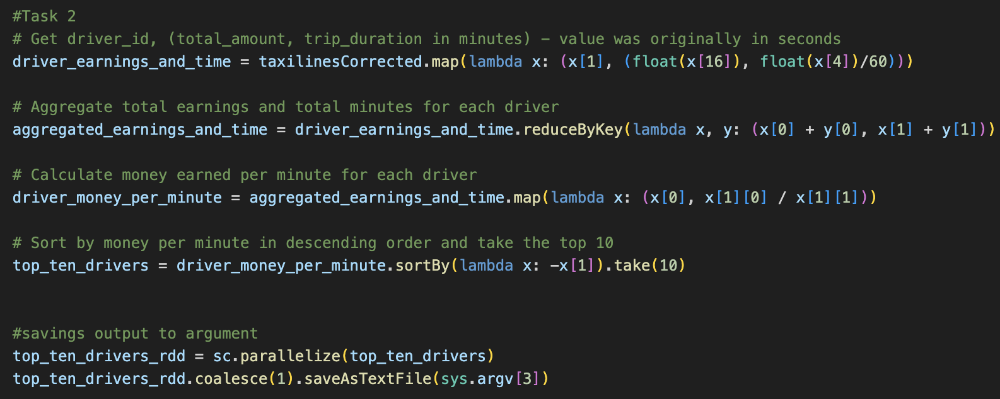 #Task 2
# Get driver_id, (total_amount, trip_duration in minutes) – value was originally in seconds
driver_earnings_and_time = taxilinesCorrected.map(lambda x: (x[1], (float(x[16]), float(x[4])/60)))
# Aggregate total earnings and total minutes for each driver
aggregated_earnings_and_time = driver_earnings_and_time.reduceByKey(lambda x, y: (x[0] + y[0], x[1] + y[1]))
# Calculate money earned per minute for each driver
driver_money_per_minute = aggregated_earnings_and_time.map(lambda x: (x[0], x[1][0] / x[1][1]))
# Sort by money per minute in descending order and take the top 10
top_ten_drivers = driver_money_per_minute.sortBy(lambda x: -x[1]).take(10)
#savings output to argument
top_ten_drivers_rdd = sc.parallelize(top_ten_drivers)
top_ten_drivers_rdd.coalesce(1).saveAsTextFile(sys.argv[3])